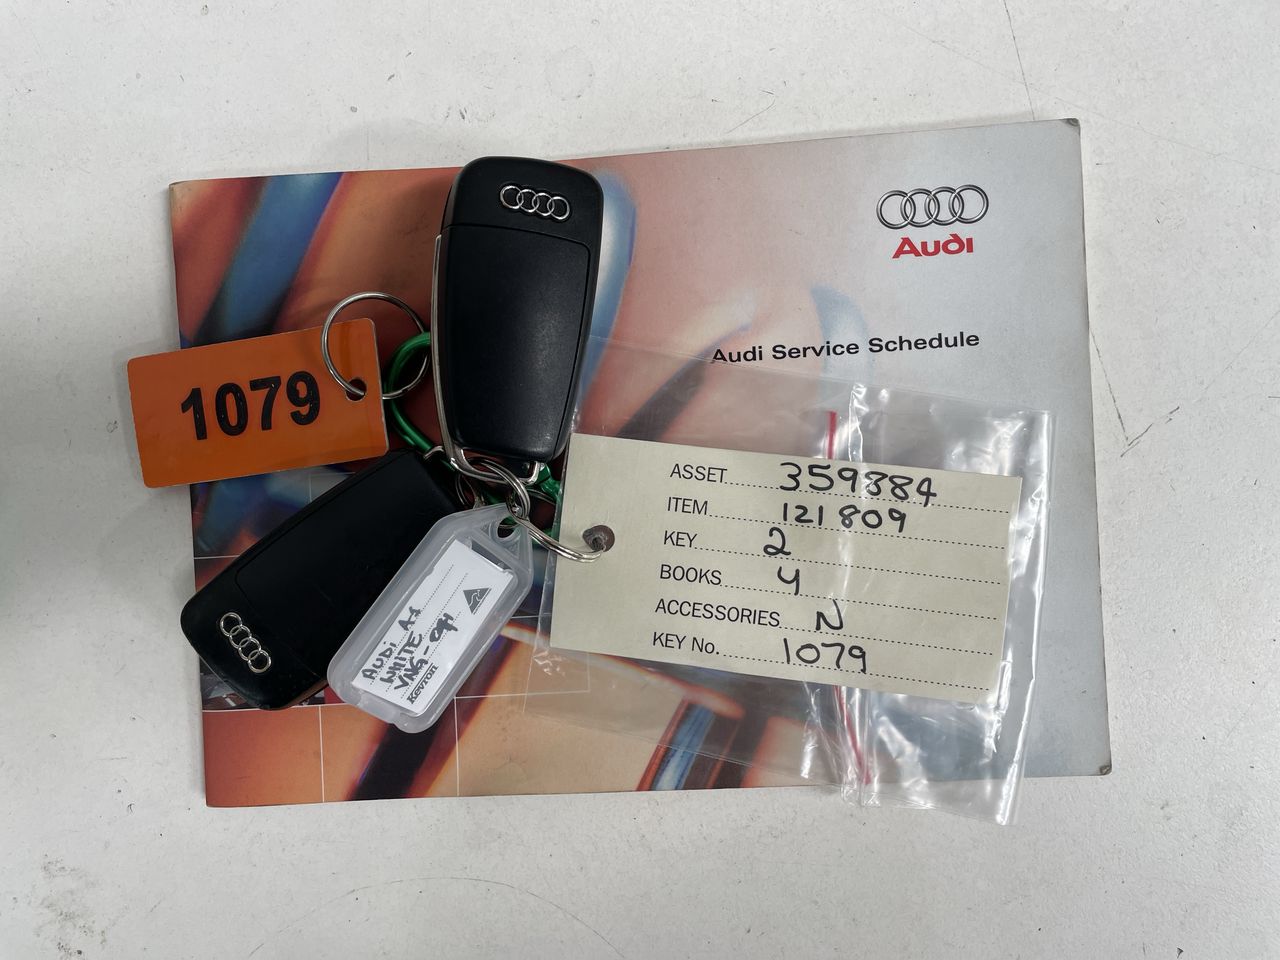 Audi
Audi Service Schedule
1079
ASSET 359884
ITEM 121809
KEY 2
BOOKS 4
ACCESSORIES N
KEY No. 1079
AUDI A4
WHITE
Kevron